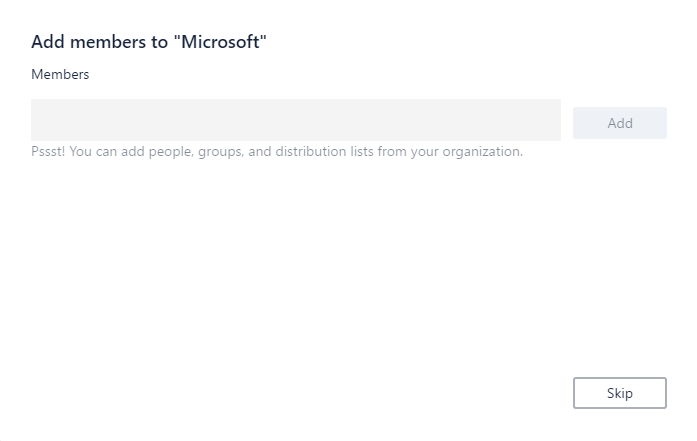 Add members to "Microsoft"
Members
Add
Pssst! You can add people, groups, and distribution lists from your organization.
Skip